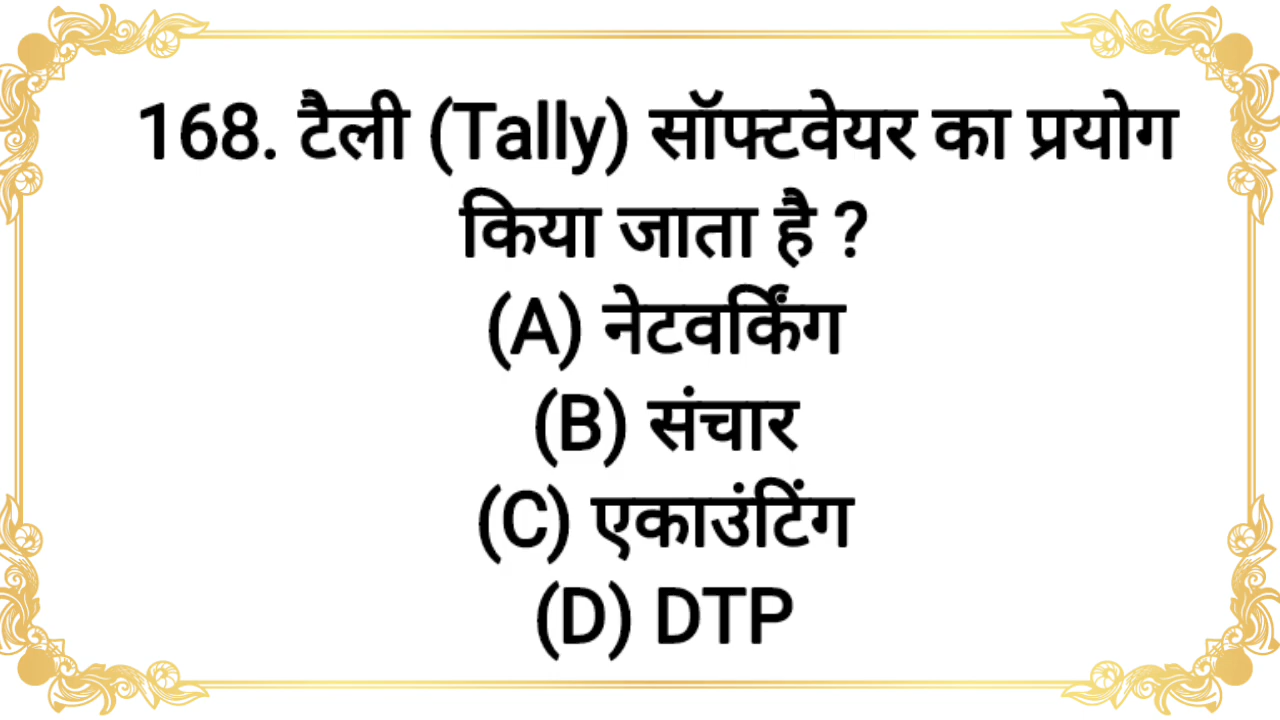 168. टैली (Tally) सॉफ्टवेयर का प्रयोग
किया जाता है ?
(A) नेटवर्किंग
(B) संचार
(C) एकाउंटिंग
(D) DTP